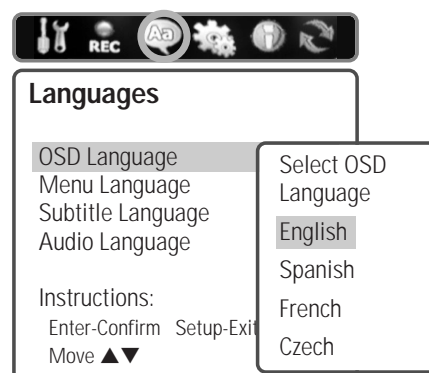 REC
Aa
Languages
OSD Language
Menu Language
Subtitle Language
Audio Language
Instructions:
Enter-Confirm Setup-Exit
Move ▲▼
Select OSD
Language
English
Spanish
French
Czech